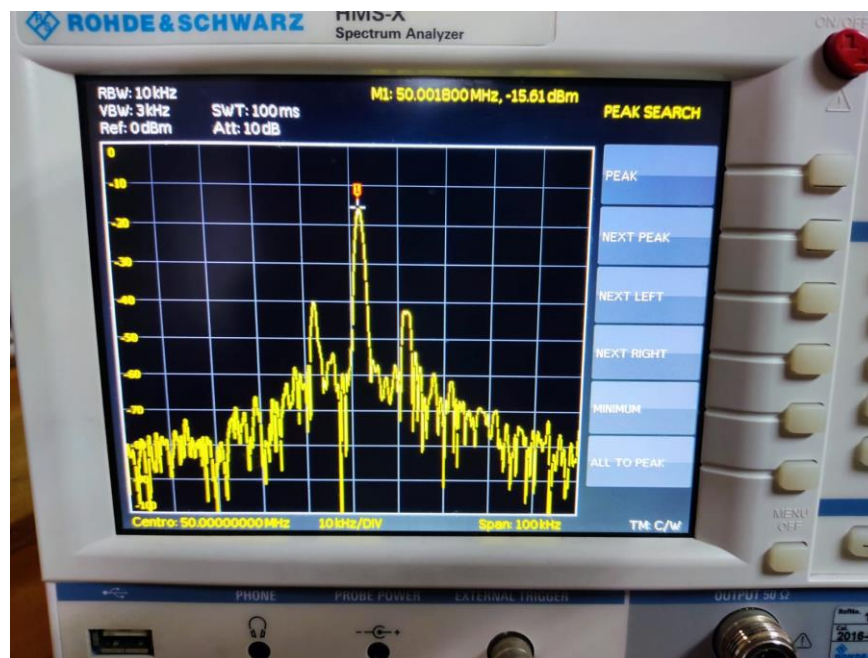 ROHDE & SCHWARZ
HMS-X
Spectrum Analyzer
ON/OFF
RBW: 10 kHz
VBW: 3 kHz
SWT: 100 ms
Ref: 0 dBm
Att: 10 dB
M1: 50.001800 MHz, -15.61 dBm
PEAK SEARCH
0
-10
-20
-30
-40
-50
-60
-70
-100
1
PEAK
NEXT PEAK
NEXT LEFT
NEXT RIGHT
MINIMUM
ALL TO PEAK
Centro: 50.00000000 MHz
10 kHz/DIV
Span: 100 kHz
TM: C/W
MENU
OFF
PHONE
PROBE POWER
EXTERNAL TRIGGER
OUTPUT 50 Ω